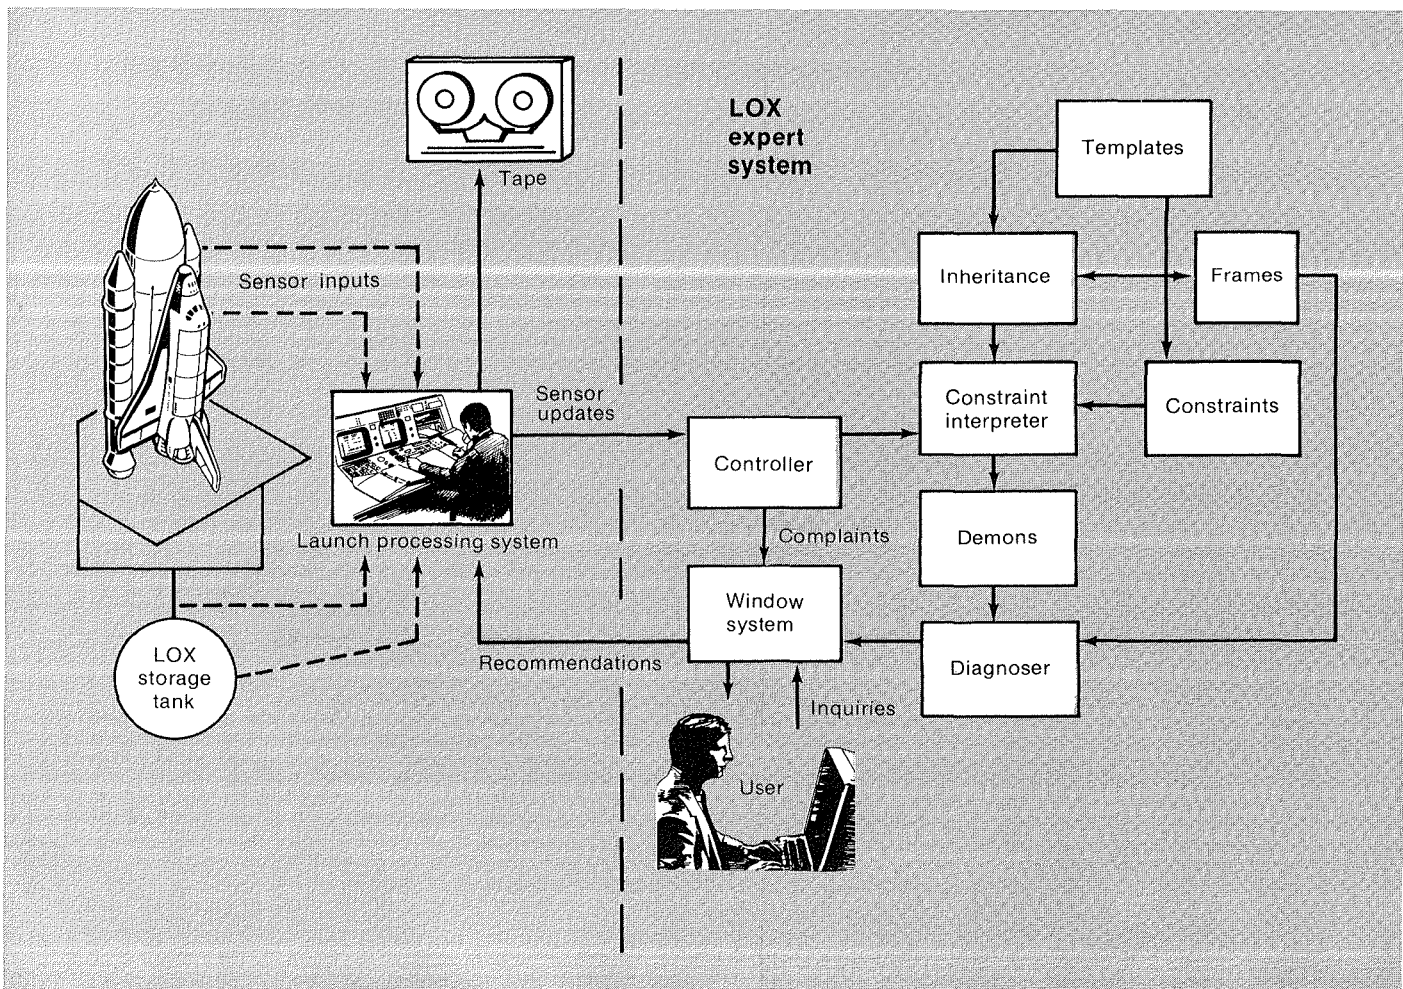 LOX
expert
system
Templates
Tape
Sensor inputs
Inheritance
Frames
Sensor
updates
Constraint
interpreter
Constraints
Controller
Launch processing system
Complaints
Demons
Window
system
LOX
storage
tank
Recommendations
Diagnoser
Inquiries
User